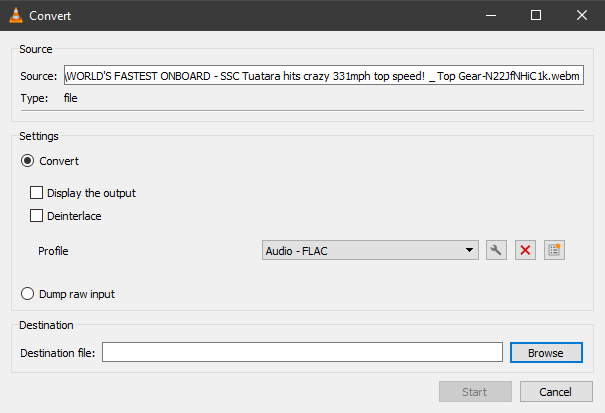 Convert
Source
Source: \WORLD'S FASTEST ONBOARD - SSC Tuatara hits crazy 331mph top speed! _ Top Gear-N22JfNHiC1k.webm
Type: file
Settings
Convert
Display the output
Deinterlace
Profile Audio - FLAC
Dump raw input
Destination
Destination file: Browse
Start Cancel